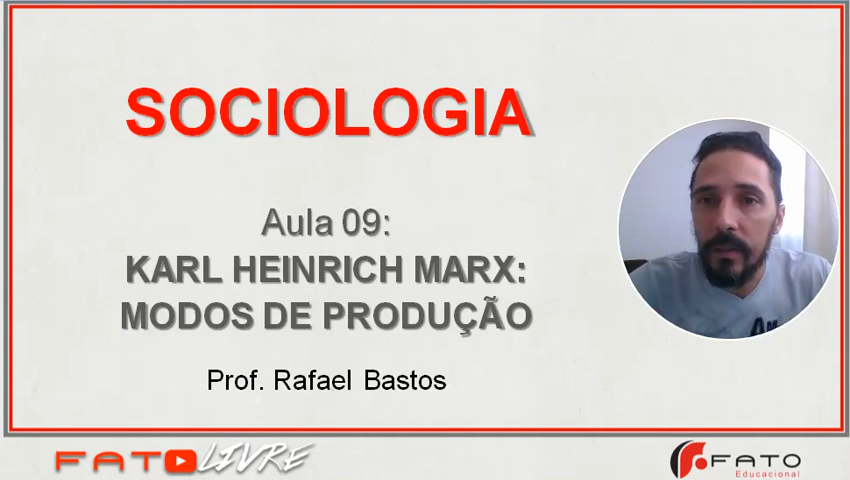 SOCIOLOGIA
Aula 09:
KARL HEINRICH MARX:
MODOS DE PRODUÇÃO
Prof. Rafael Bastos
FATO LIVRE
FATO
Educacional